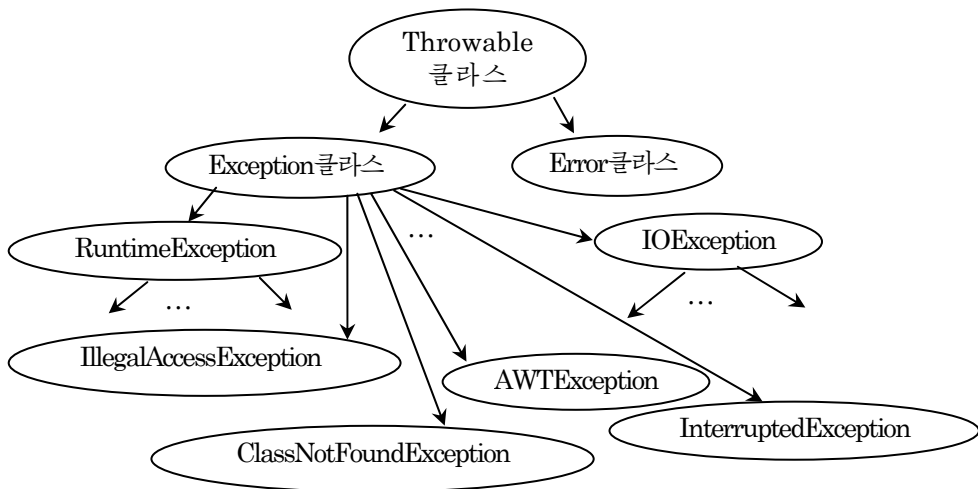 Throwable
클라스
Exception클라스
Error클라스
RuntimeException
…
IOException
…
…
IllegalAccessException
AWTException
InterruptedException
ClassNotFoundException